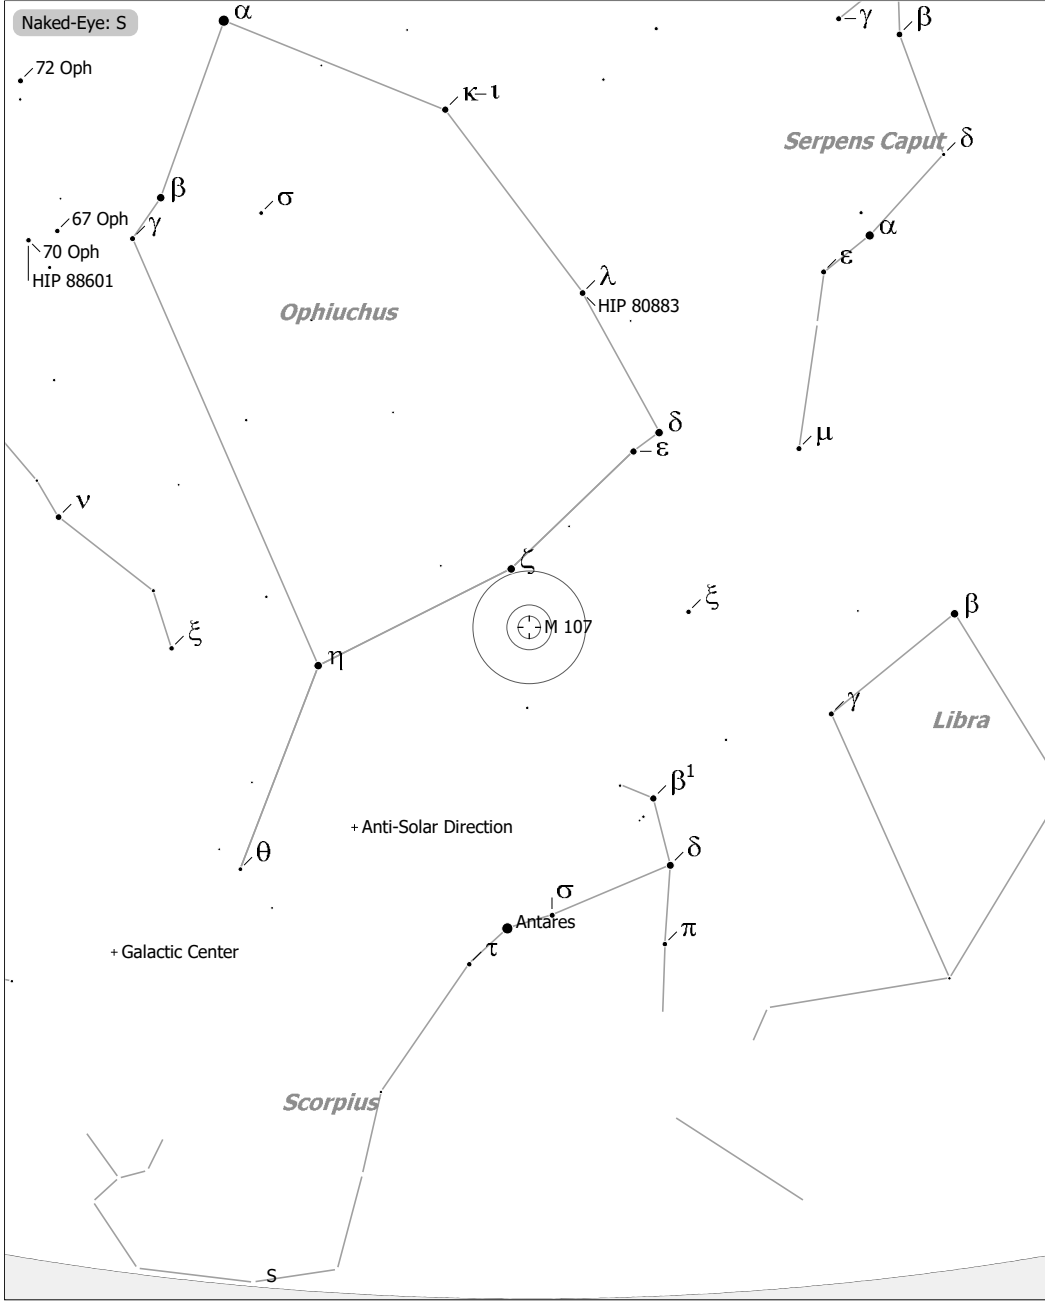 Naked-Eye: S
α
γ
β
72 Oph
κ ι
Serpens Caput
δ
β
σ
67 Oph
γ
α
70 Oph
ε
HIP 88601
λ
HIP 80883
Ophiuchus
δ
μ
ε
ν
ζ
ξ
β
M 107
ξ
η
γ
Libra
β1
Anti-Solar Direction
δ
θ
σ
Antares
π
τ
Galactic Center
Scorpius
S